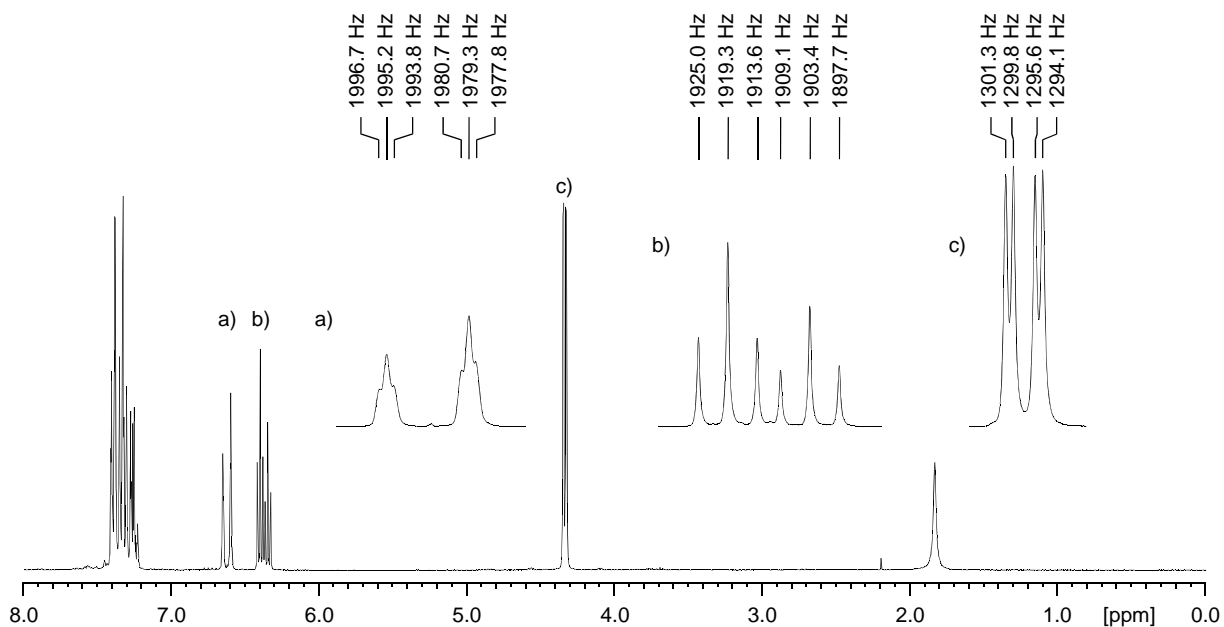 1996.7 Hz
1995.2 Hz
1993.8 Hz
1980.7 Hz
1979.3 Hz
1977.8 Hz
1925.0 Hz
1919.3 Hz
1913.6 Hz
1909.1 Hz
1903.4 Hz
1897.7 Hz
1301.3 Hz
1299.8 Hz
1295.6 Hz
1294.1 Hz
c)
b)
c)
a) b) a)
8.0 7.0 6.0 5.0 4.0 3.0 2.0 1.0 [ppm] 0.0